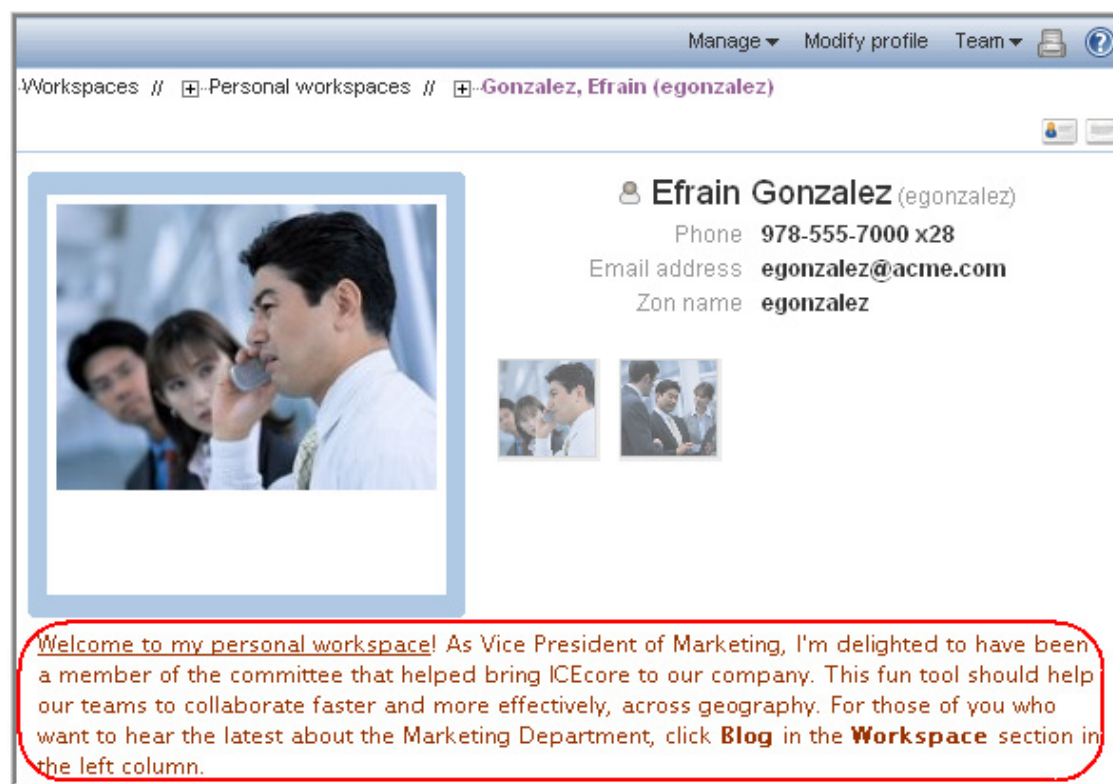 Manage Modify profile Team
Workspaces // Personal workspaces // Gonzalez, Efrain (egonzalez)
Efrain Gonzalez (egonzalez)
Phone 978-555-7000 x28
Email address egonzalez@acme.com
Zon name egonzalez
Welcome to my personal workspace! As Vice President of Marketing, I'm delighted to have been
a member of the committee that helped bring ICEcore to our company. This fun tool should help
our teams to collaborate faster and more effectively, across geography. For those of you who
want to hear the latest about the Marketing Department, click Blog in the Workspace section in
the left column.